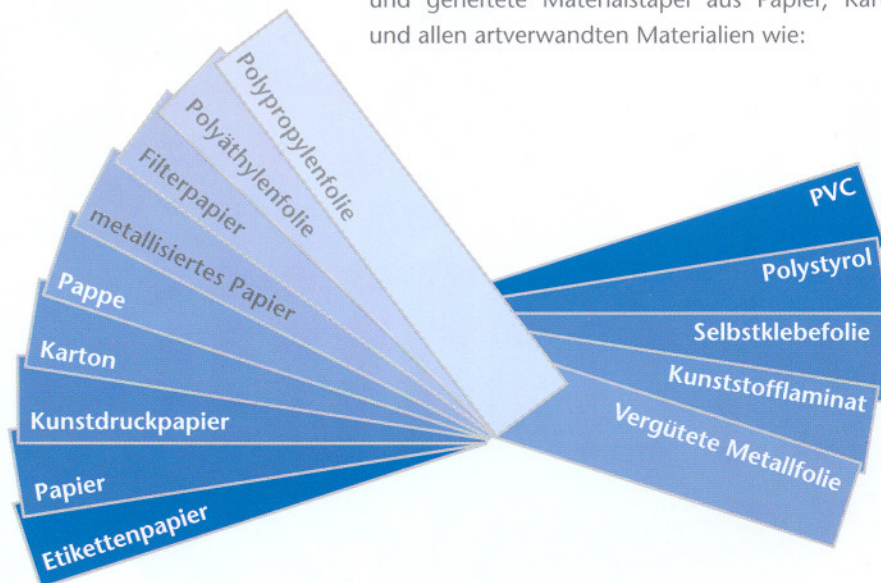 und geheftete Materialstapel aus Papier,
und allen artverwandten Materialien wie:
Polypropylenfolie
Polyäthylenfolie
Filterpapier
metallisiertes Papier
Pappe
Karton
Kunstdruckpapier
Papier
Etikettenpapier
PVC
Polystyrol
Selbstklebefolie
Kunststofflaminat
Vergütete Metallfolie